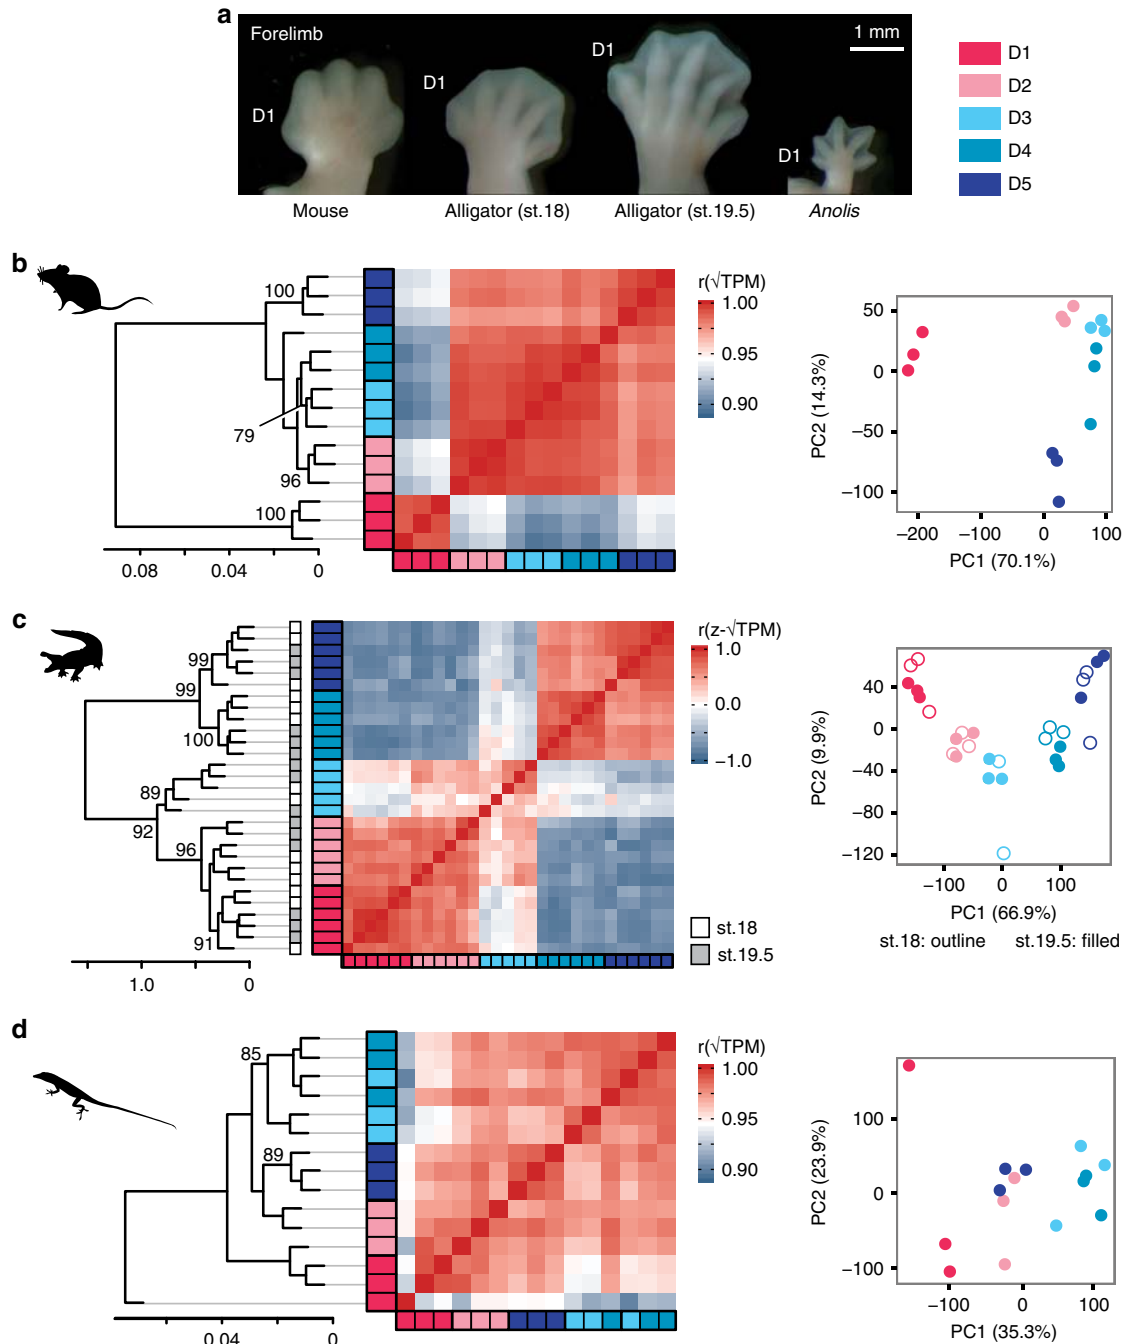 a
Forelimb
D1
D1
D1
D1
1 mm
Mouse
Alligator (st.18)
Alligator (st.19.5)
Anolis
D1
D2
D3
D4
D5
b
100
79
96
100
0.08
0.04
0
r(√TPM)
1.00
0.95
0.90
PC2 (14.3%)
50
0
−50
−100
−200
−100
0
100
PC1 (70.1%)
c
99
99
100
89
92
96
91
1.0
0
r(z-√TPM)
1.0
0.0
−1.0
st.18
st.19.5
PC2 (9.9%)
40
0
−40
−80
−120
−100
0
100
PC1 (66.9%)
st.18: outline
st.19.5: filled
d
85
89
0.04
0
r(√TPM)
1.00
0.95
0.90
PC2 (23.9%)
100
0
−100
−100
0
100
PC1 (35.3%)